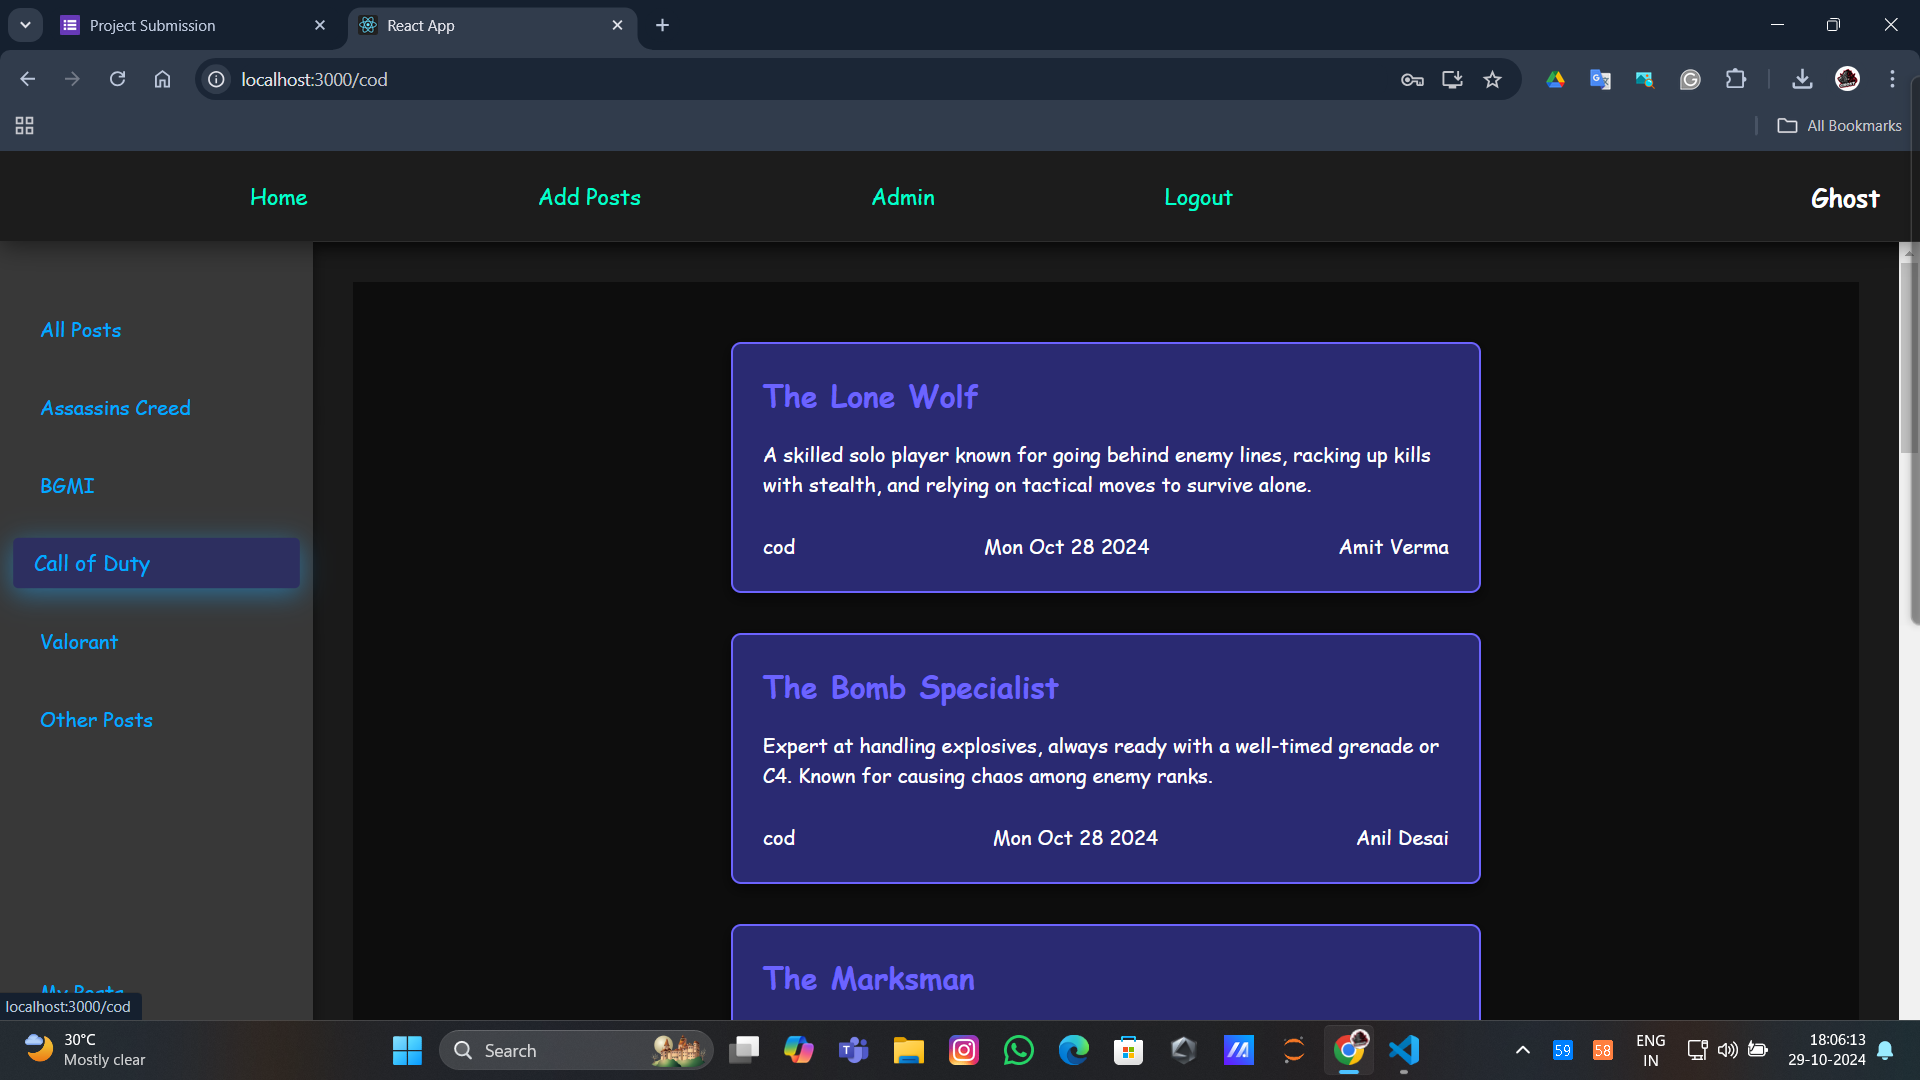 Project Submission
React App
localhost:3000/cod
All Bookmarks
Home
Add Posts
Admin
Logout
Ghost
All Posts
Assassins Creed
BGMI
Call of Duty
Valorant
Other Posts
My Posts
localhost:3000/cod
The Lone Wolf
A skilled solo player known for going behind enemy lines, racking up kills
with stealth, and relying on tactical moves to survive alone.
cod Mon Oct 28 2024 Amit Verma
The Bomb Specialist
Expert at handling explosives, always ready with a well-timed grenade or
C4. Known for causing chaos among enemy ranks.
cod Mon Oct 28 2024 Anil Desai
The Marksman
30°C
Mostly clear
Search
59
58
ENG
IN
18:06:13
29-10-2024